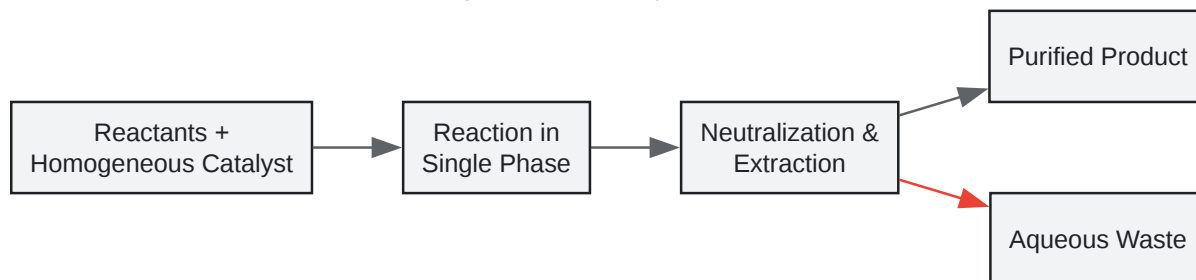 Reactants +
Homogeneous Catalyst
Reaction in
Single Phase
Neutralization &
Extraction
Purified Product
Aqueous Waste